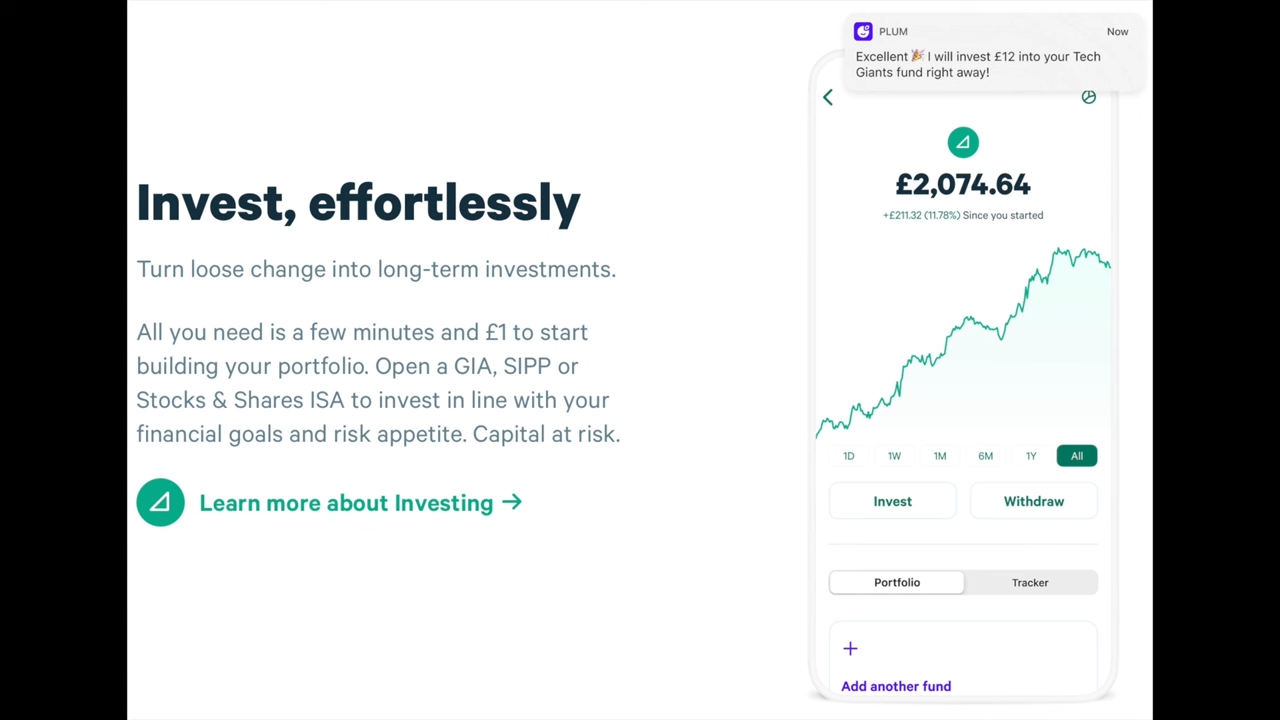 Invest, effortlessly
Turn loose change into long-term investments.
All you need is a few minutes and £1 to start
building your portfolio. Open a GIA, SIPP or
Stocks & Shares ISA to invest in line with your
financial goals and risk appetite. Capital at risk.
Learn more about Investing →
PLUM Now
Excellent 🎉 I will invest £12 into your Tech
Giants fund right away!
£2,074.64
+£211.32 (11.78%) Since you started
1D 1W 1M 6M 1Y All
Invest Withdraw
Portfolio Tracker
+
Add another fund